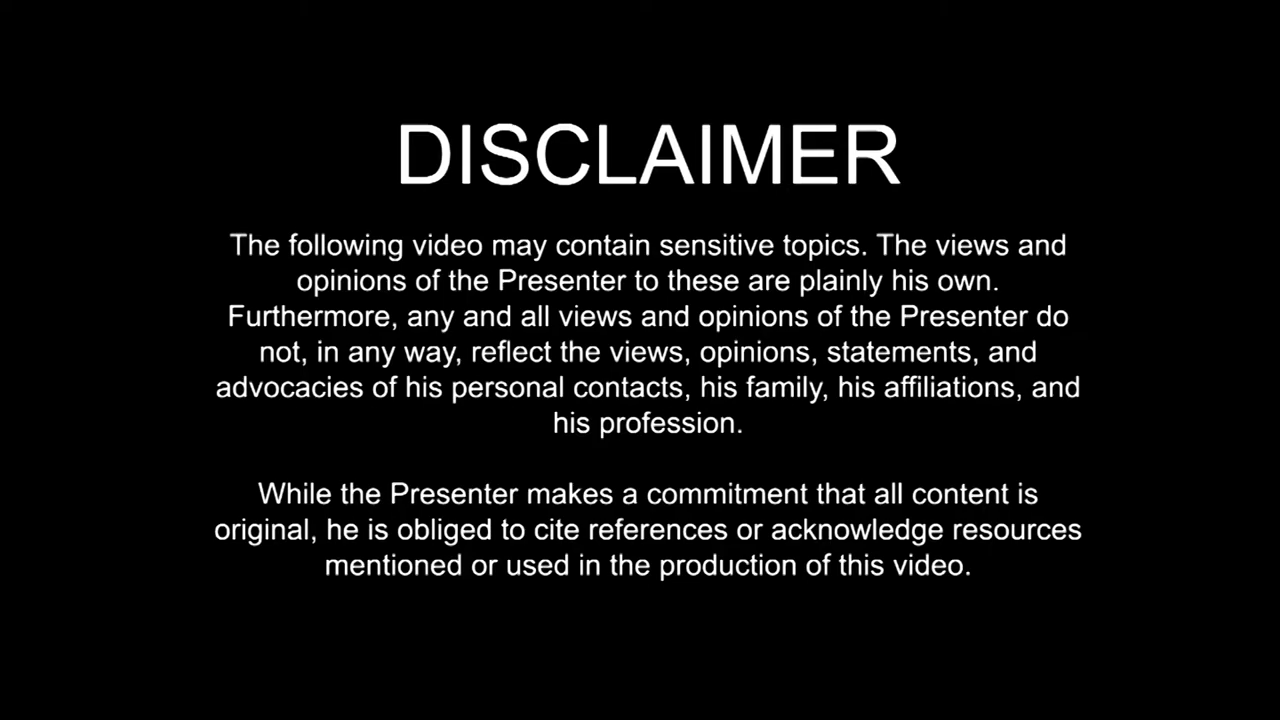 DISCLAIMER
The following video may contain sensitive topics. The views and
opinions of the Presenter to these are plainly his own.
Furthermore, any and all views and opinions of the Presenter do
not, in any way, reflect the views, opinions, statements, and
advocacies of his personal contacts, his family, his affiliations, and
his profession.
While the Presenter makes a commitment that all content is
original, he is obliged to cite references or acknowledge resources
mentioned or used in the production of this video.